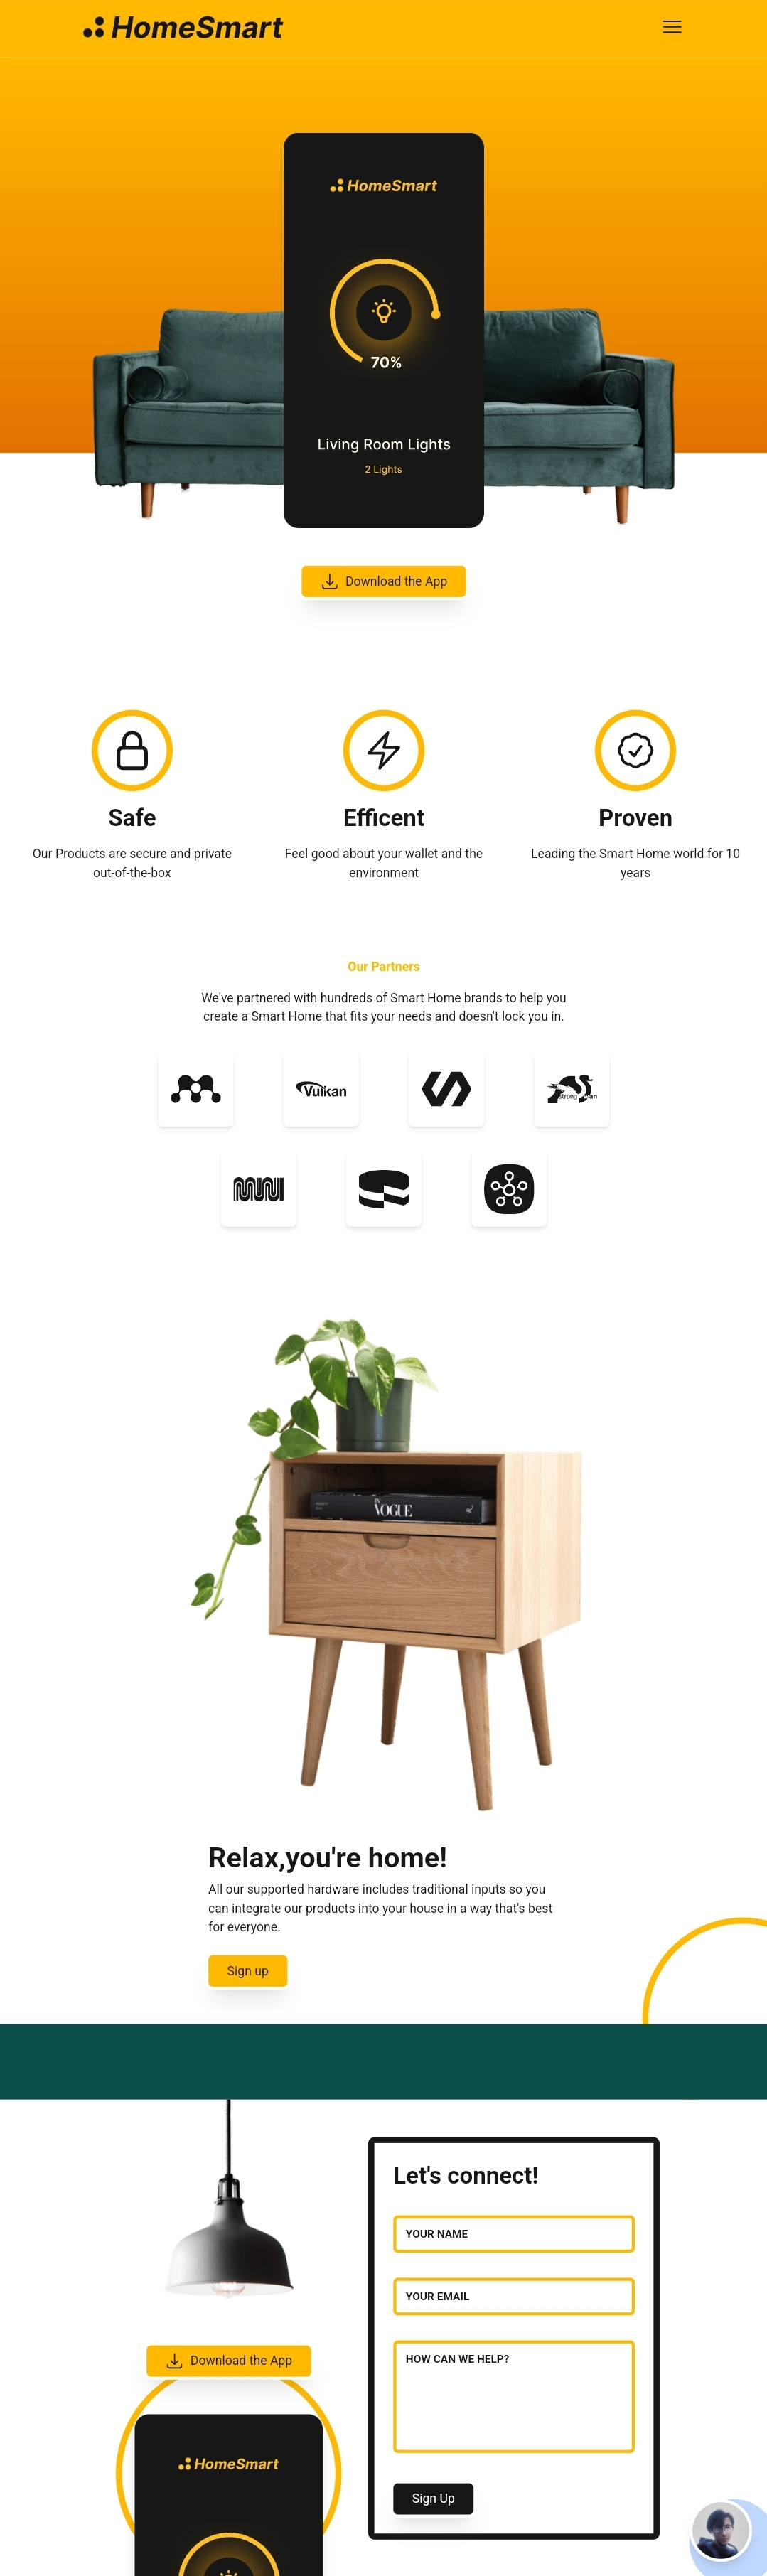 HomeSmart
HomeSmart
70%
Living Room Lights
2 Lights
Download the App
Safe
Our Products are secure and private
out-of-the-box
Efficent
Feel good about your wallet and the
environment
Proven
Leading the Smart Home world for 10
years
Our Partners
We've partnered with hundreds of Smart Home brands to help you
create a Smart Home that fits your needs and doesn't lock you in.
Vulkan
strong
VOGUE
Relax,you're home!
All our supported hardware includes traditional inputs so you
can integrate our products into your house in a way that's best
for everyone.
Sign up
Download the App
HomeSmart
Let's connect!
YOUR NAME
YOUR EMAIL
HOW CAN WE HELP?
Sign Up